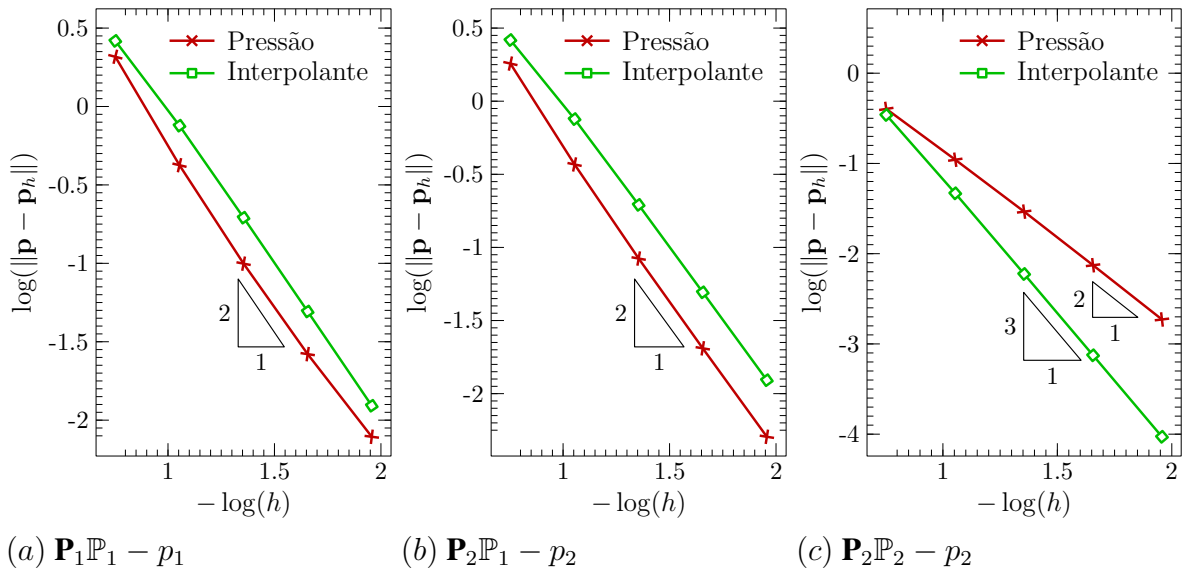 0.5
0
-0.5
-1
-1.5
-2
log(‖𝐩 − 𝐩ₕ‖)
Pressão
Interpolante
2
1
1
1.5
2
− log(h)
(a) 𝐏₁ℙ₁ − p₁
0.5
0
-0.5
-1
-1.5
-2
log(‖𝐩 − 𝐩ₕ‖)
Pressão
Interpolante
2
1
1
1.5
2
− log(h)
(b) 𝐏₂ℙ₁ − p₂
0
-1
-2
-3
-4
log(‖𝐩 − 𝐩ₕ‖)
Pressão
Interpolante
2
1
3
1
1
1.5
2
− log(h)
(c) 𝐏₂ℙ₂ − p₂